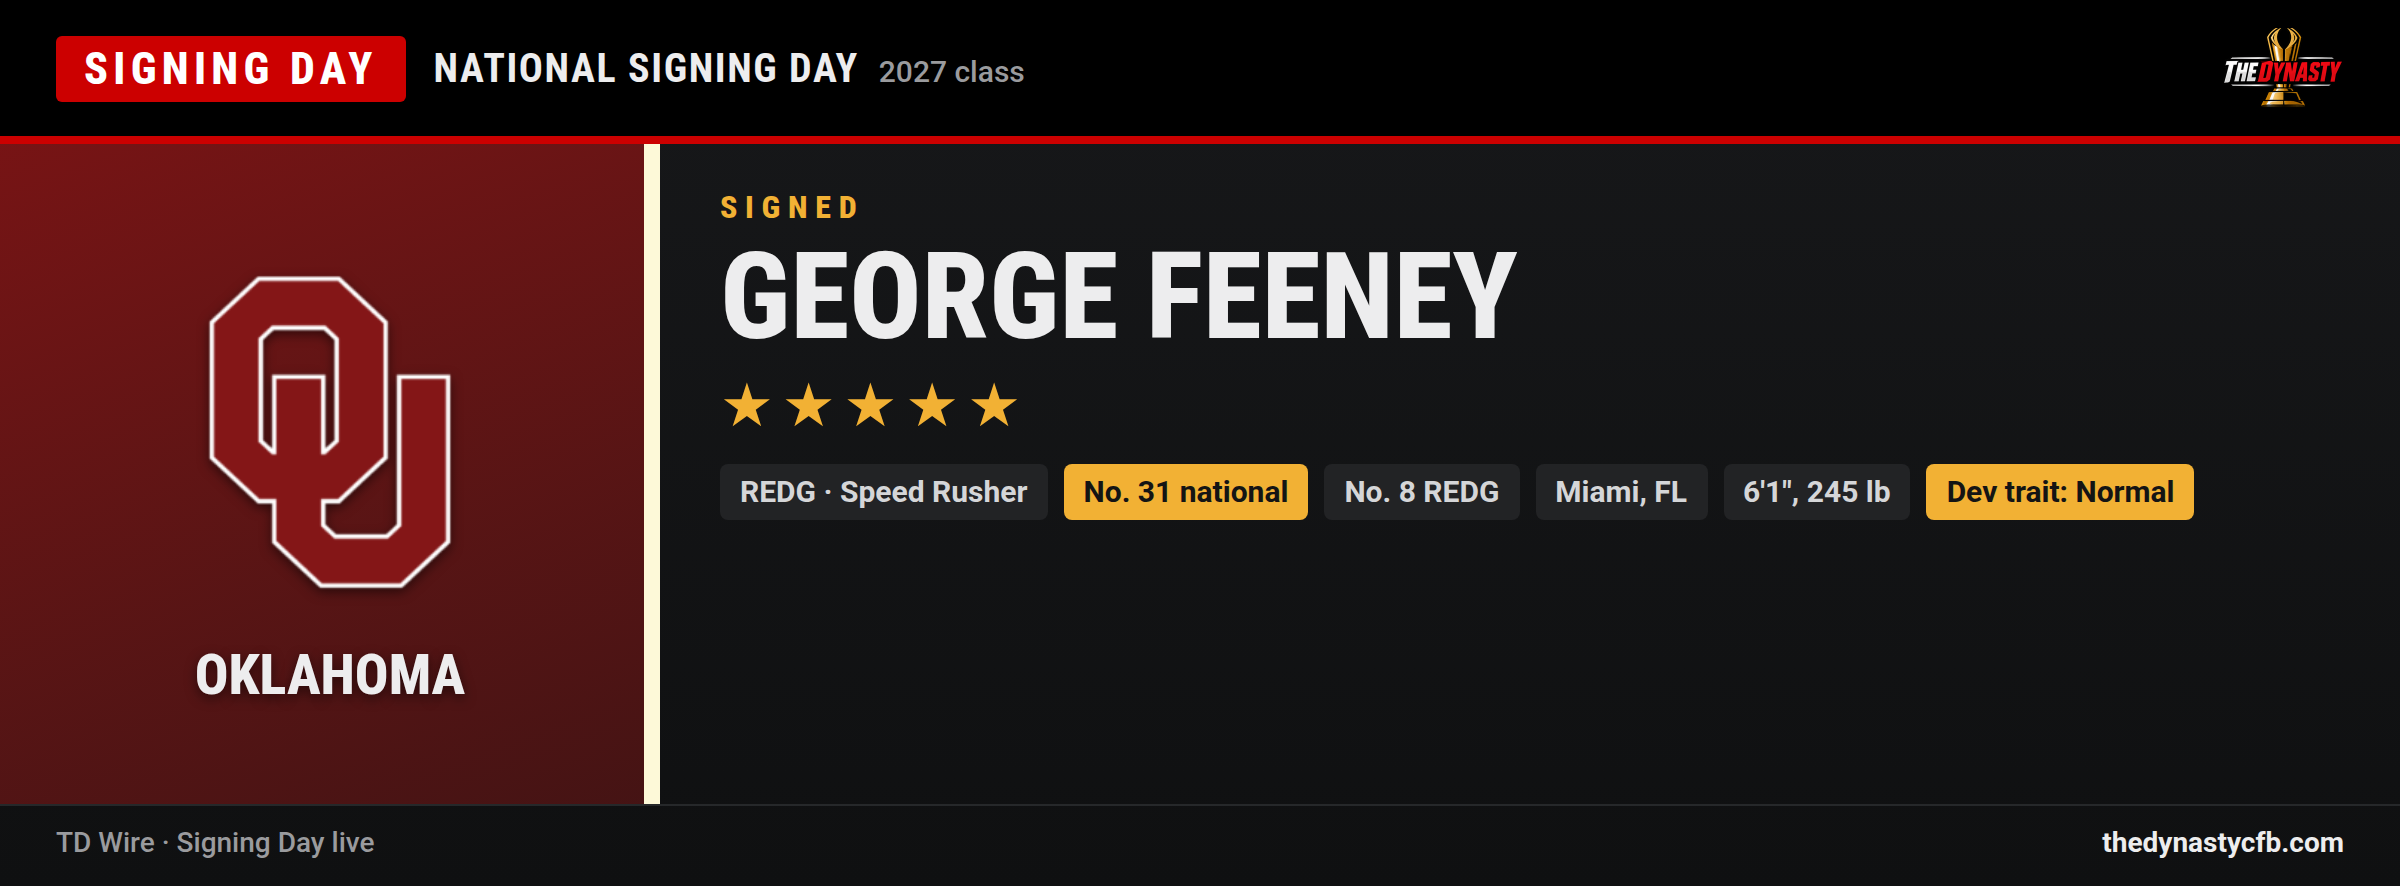 SIGNING DAY NATIONAL SIGNING DAY 2027 class
THE DYNASTY
SIGNED
GEORGE FEENEY
★★★★★
REDG · Speed Rusher No. 31 national No. 8 REDG Miami, FL 6'1", 245 lb Dev trait: Normal
OU
OKLAHOMA
TD Wire · Signing Day live
thedynastycfb.com